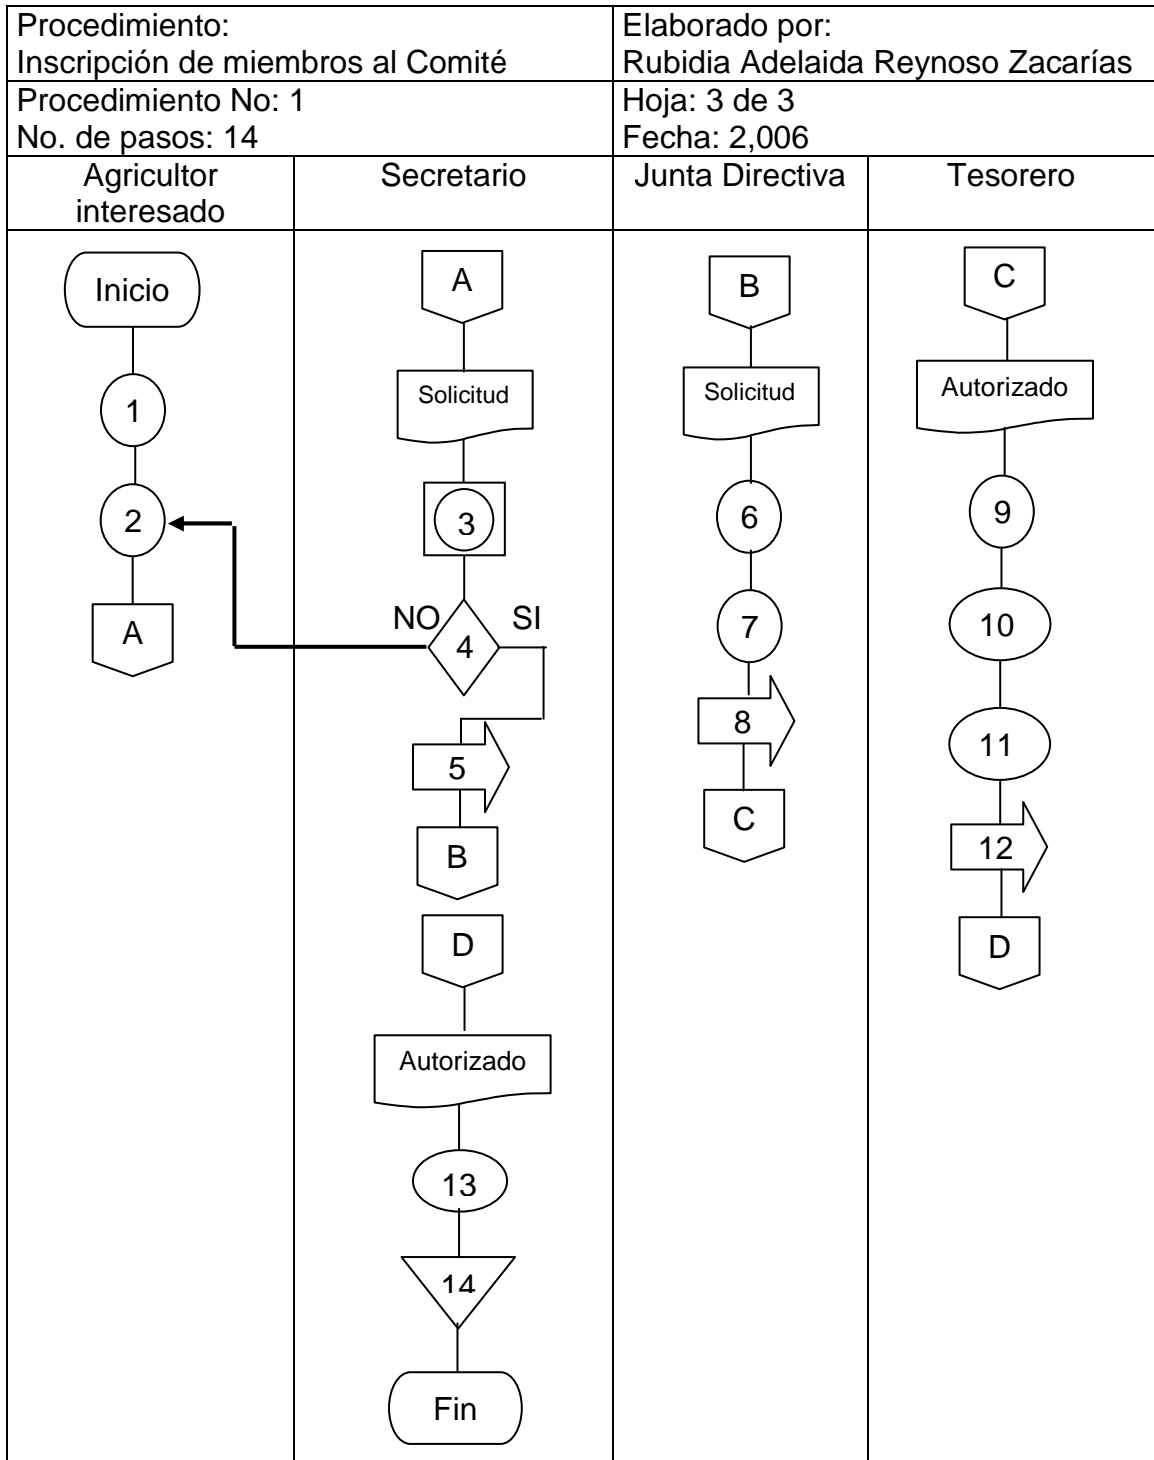 Procedimiento:
Inscripción de miembros al Comité
Elaborado por:
Rubidia Adelaida Reynoso Zacarías
Procedimiento No: 1
No. de pasos: 14
Hoja: 3 de 3
Fecha: 2,006
Agricultor
interesado
Secretario
Junta Directiva
Tesorero
Inicio
1
2
A
A
Solicitud
3
NO
SI
4
5
B
D
Autorizado
13
14
Fin
B
Solicitud
6
7
8
C
C
Autorizado
9
10
11
12
D